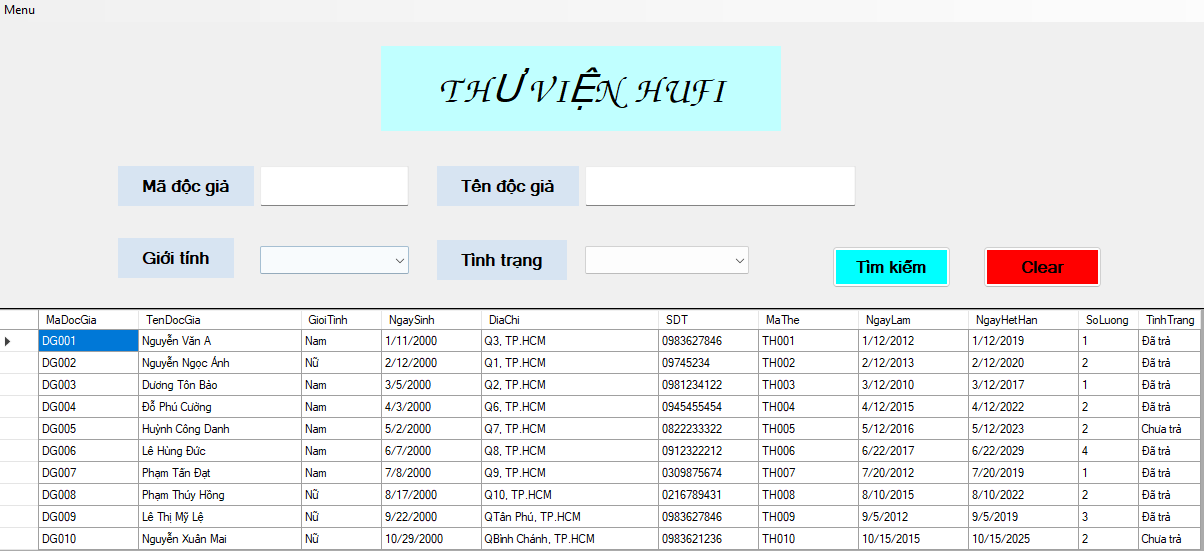 Menu
THƯ VIỆN HUFI
Mã độc giả Tên độc giả
Giới tính Tình trạng Tìm kiếm Clear
MaDocGia TenDocGia GioiTinh NgaySinh DiaChi SDT MaThe NgayLam NgayHetHan SoLuong TinhTrang
DG001 Nguyễn Văn A Nam 1/11/2000 Q3, TP.HCM 0983627846 TH001 1/12/2012 1/12/2019 1 Đã trả
DG002 Nguyễn Ngọc Ánh Nữ 2/12/2000 Q1, TP.HCM 09745234 TH002 2/12/2013 2/12/2020 2 Đã trả
DG003 Dương Tôn Bảo Nam 3/5/2000 Q2, TP.HCM 0981234122 TH003 3/12/2010 3/12/2017 1 Đã trả
DG004 Đỗ Phú Cường Nam 4/3/2000 Q6, TP.HCM 0945455454 TH004 4/12/2015 4/12/2022 2 Đã trả
DG005 Huỳnh Công Danh Nam 5/2/2000 Q7, TP.HCM 0822233322 TH005 5/12/2016 5/12/2023 2 Chưa trả
DG006 Lê Hùng Đức Nam 6/7/2000 Q8, TP.HCM 0912322212 TH006 6/22/2017 6/22/2029 4 Đã trả
DG007 Phạm Tấn Đạt Nam 7/8/2000 Q9, TP.HCM 0309875674 TH007 7/20/2012 7/20/2019 1 Đã trả
DG008 Phạm Thúy Hồng Nữ 8/17/2000 Q10, TP.HCM 0216789431 TH008 8/10/2015 8/10/2022 2 Đã trả
DG009 Lê Thị Mỹ Lệ Nữ 9/22/2000 QTân Phú, TP.HCM 0983627846 TH009 9/5/2012 9/5/2019 3 Đã trả
DG010 Nguyễn Xuân Mai Nữ 10/29/2000 QBình Chánh, TP.HCM 0983621236 TH010 10/15/2015 10/15/2025 2 Chưa trả